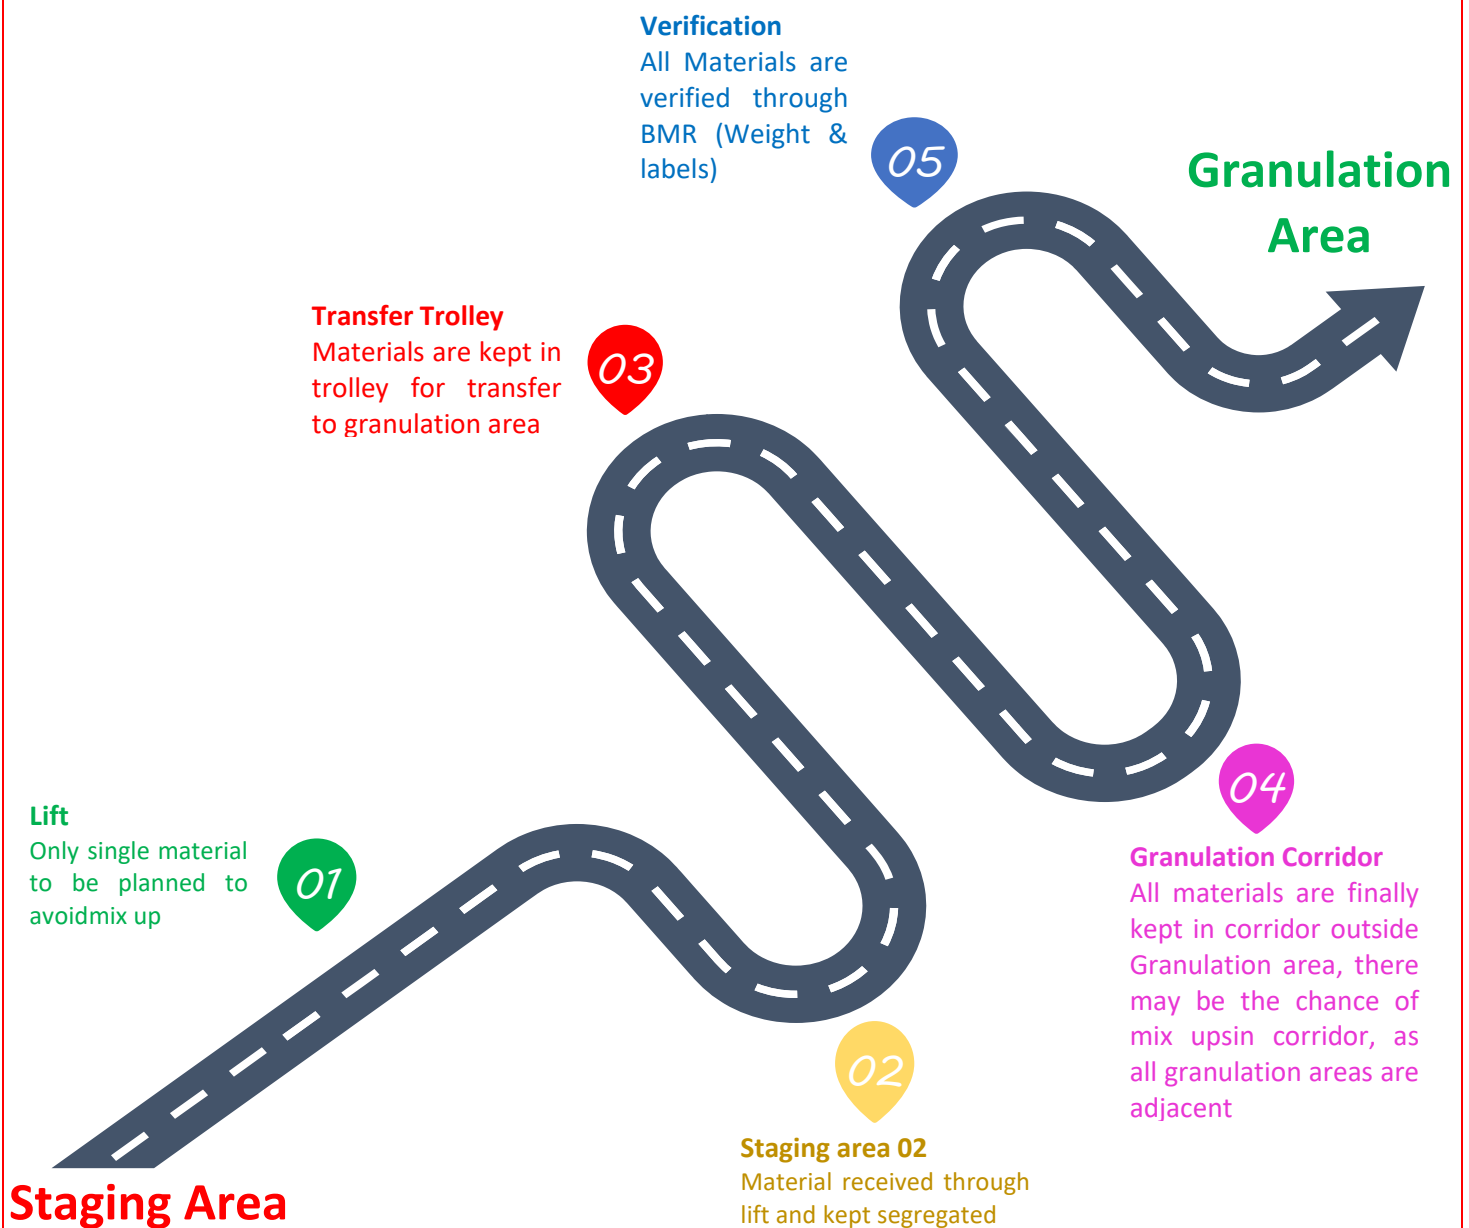 Verification
All Materials are
verified through
BMR (Weight &
labels)
05
Granulation
Area
Transfer Trolley
Materials are kept in
trolley for transfer
to granulation area
03
04
Granulation Corridor
All materials are finally
kept in corridor outside
Granulation area, there
may be the chance of
mix upsin corridor, as
all granulation areas are
adjacent
Lift
Only single material
to be planned to
avoidmix up
01
02
Staging area 02
Material received through
lift and kept segregated
Staging Area